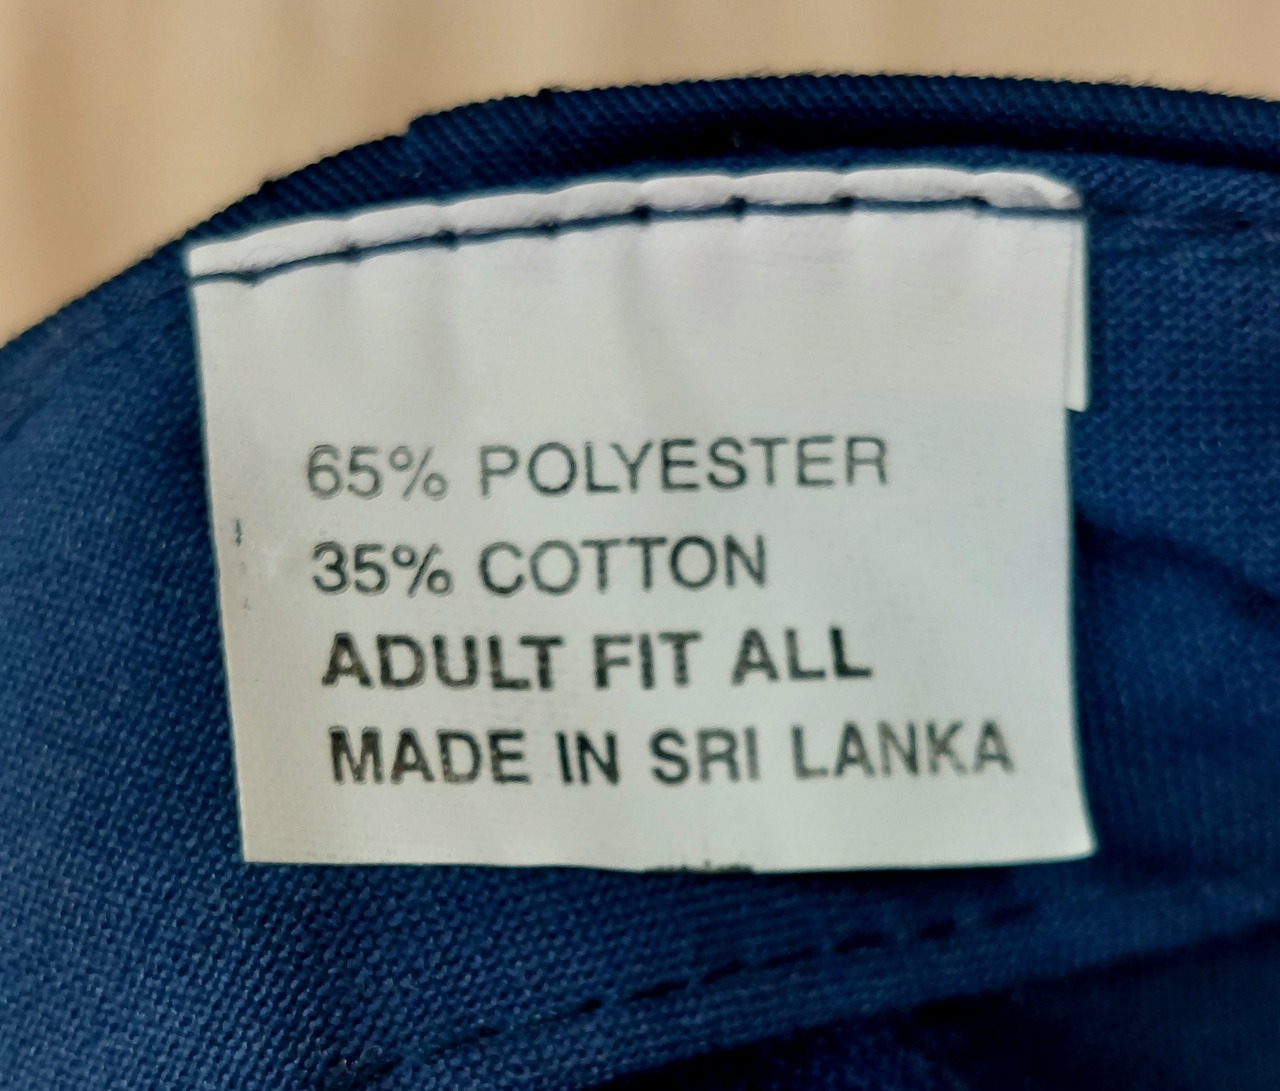 65% POLYESTER
35% COTTON
ADULT FIT ALL
MADE IN SRI LANKA